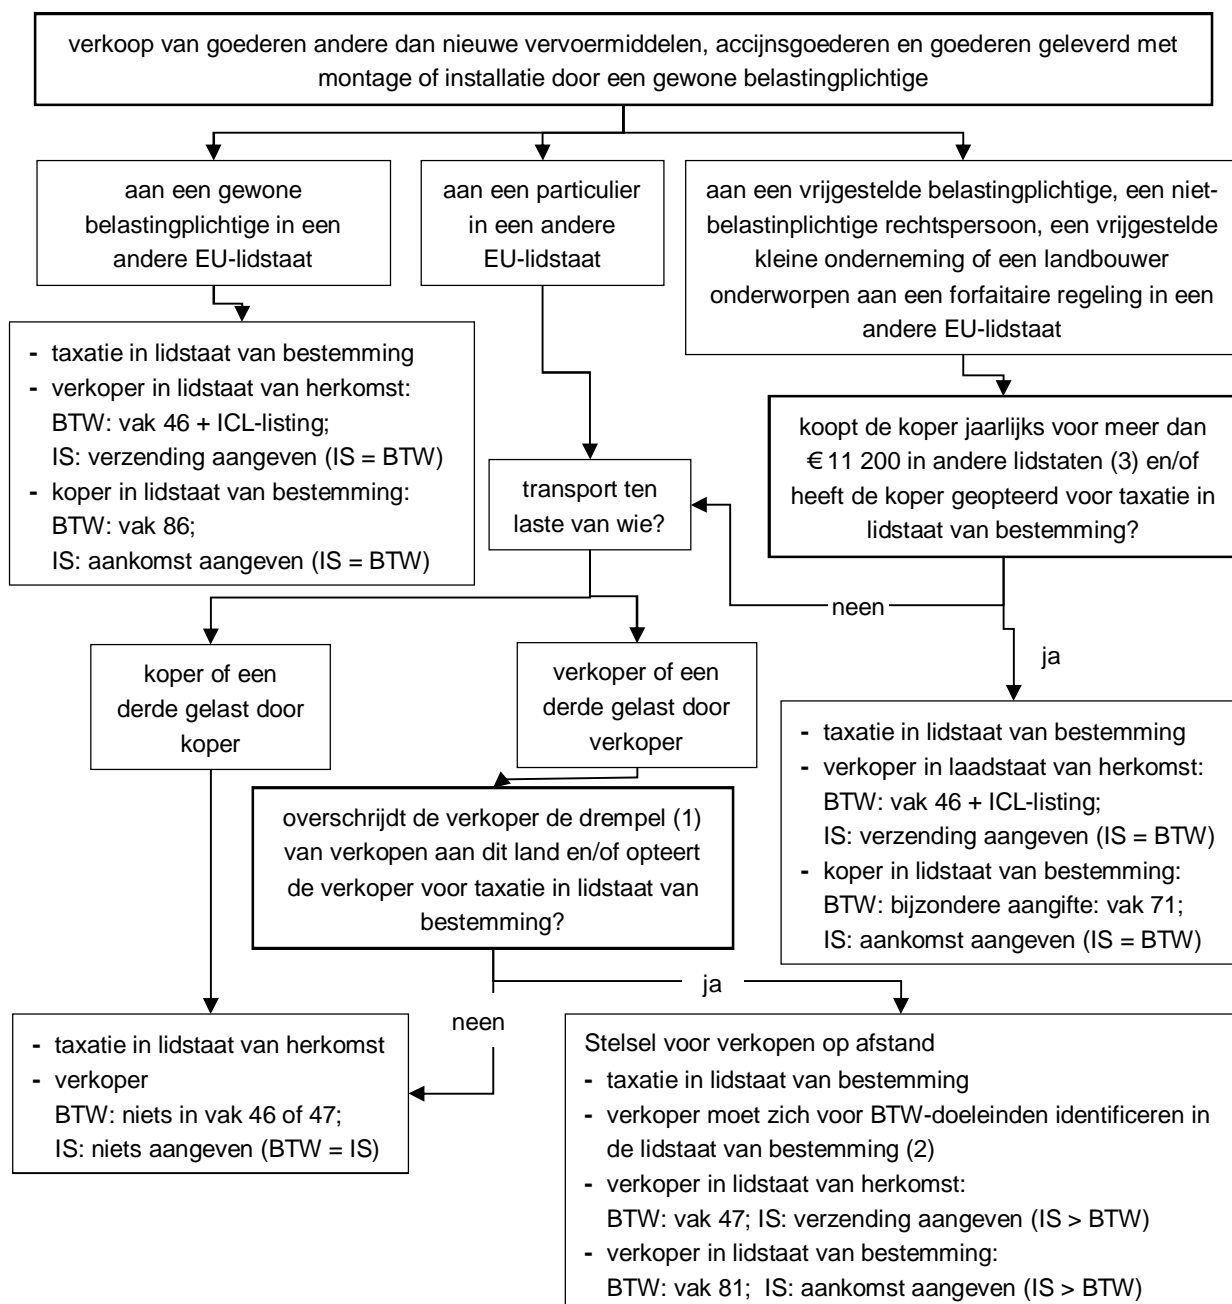 verkoop van goederen andere dan nieuwe vervoermiddelen, accijnsgoederen en goederen geleverd met
montage of installatie door een gewone belastingplichtige
aan een gewone
belastingplichtige in een
andere EU-lidstaat
aan een particulier
in een andere
EU-lidstaat
aan een vrijgestelde belastingplichtige, een niet-
belastinplichtige rechtspersoon, een vrijgestelde
kleine onderneming of een landbouwer
onderworpen aan een forfaitaire regeling in een
andere EU-lidstaat
- taxatie in lidstaat van bestemming
- verkoper in lidstaat van herkomst:
BTW: vak 46 + ICL-listing;
IS: verzending aangeven (IS = BTW)
- koper in lidstaat van bestemming:
BTW: vak 86;
IS: aankomst aangeven (IS = BTW)
transport ten
laste van wie?
koopt de koper jaarlijks voor meer dan
€ 11 200 in andere lidstaten (3) en/of
heeft de koper geopteerd voor taxatie in
lidstaat van bestemming?
neen
ja
koper of een
derde gelast door
koper
verkoper of een
derde gelast door
verkoper
- taxatie in lidstaat van bestemming
- verkoper in laadstaat van herkomst:
BTW: vak 46 + ICL-listing;
IS: verzending aangeven (IS = BTW)
- koper in lidstaat van bestemming:
BTW: bijzondere aangifte: vak 71;
IS: aankomst aangeven (IS = BTW)
overschrijdt de verkoper de drempel (1)
van verkopen aan dit land en/of opteert
de verkoper voor taxatie in lidstaat van
bestemming?
ja
neen
- taxatie in lidstaat van herkomst
- verkoper
BTW: niets in vak 46 of 47;
IS: niets aangeven (BTW = IS)
Stelsel voor verkopen op afstand
- taxatie in lidstaat van bestemming
- verkoper moet zich voor BTW-doeleinden identificeren in
de lidstaat van bestemming (2)
- verkoper in lidstaat van herkomst:
BTW: vak 47; IS: verzending aangeven (IS > BTW)
- verkoper in lidstaat van bestemming:
BTW: vak 81; IS: aankomst aangeven (IS > BTW)